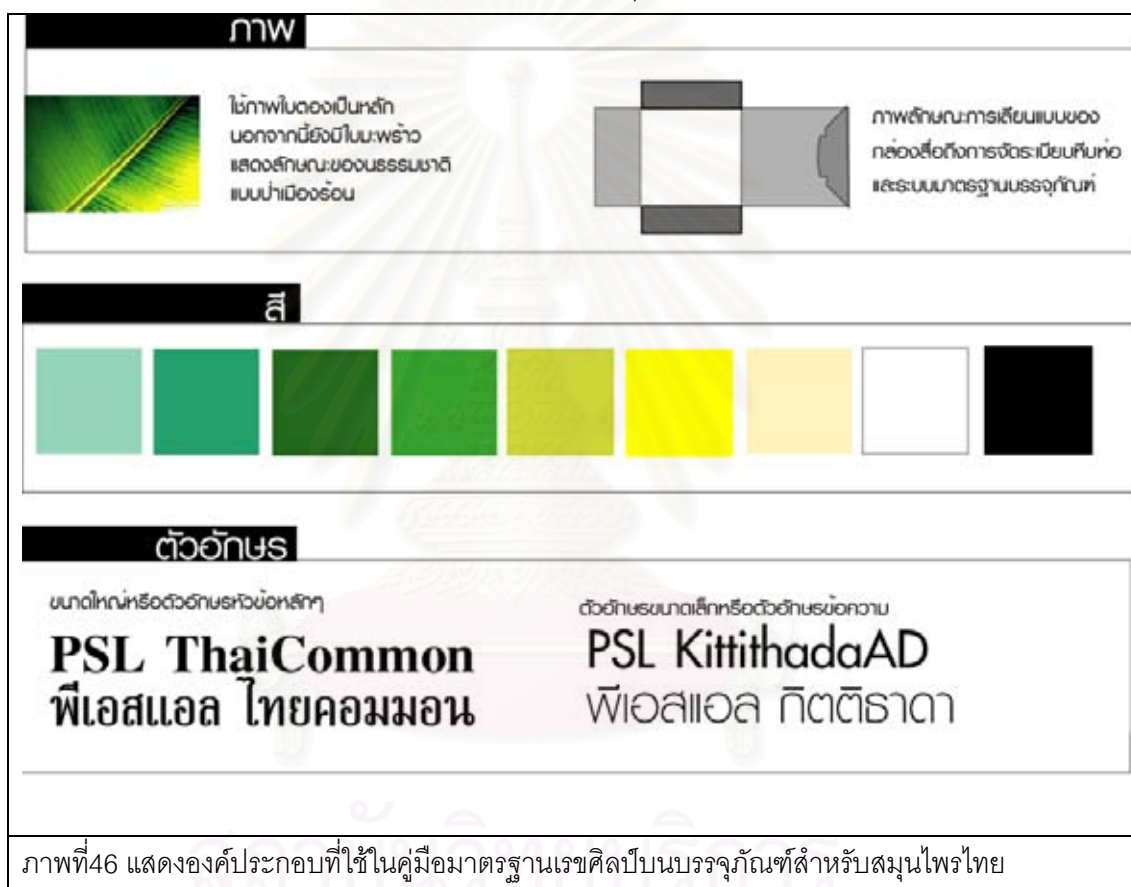 ภาพ
ใช้ภาพใบตองเป็นหลัก
นอกจากนี้ยังมีใบมะพร้าว
แสดงลักษณะของนธรรมชาติ
แบบป่าเมืองร้อน
ภาพลักษณะการเลียนแบบของ
กล่องสื่อถึงการจัดระเบียบหีบห่อ
และระบบมาตรฐานบรรจุภัณฑ์
สี
ตัวอักษร
ขนาดใหญ่หรือตัวอักษรหัวข้อหลักๆ
PSL ThaiCommon
พีเอสแอล ไทยคอมมอน
ตัวอักษรขนาดเล็กหรือตัวอักษรข้อความ
PSL KittithadaAD
พีเอสแอล กิตติธาดา
ภาพที่46 แสดงองค์ประกอบที่ใช้ในคู่มือมาตรฐานเรขศิลป์บนบรรจุภัณฑ์สำหรับสมุนไพรไทย